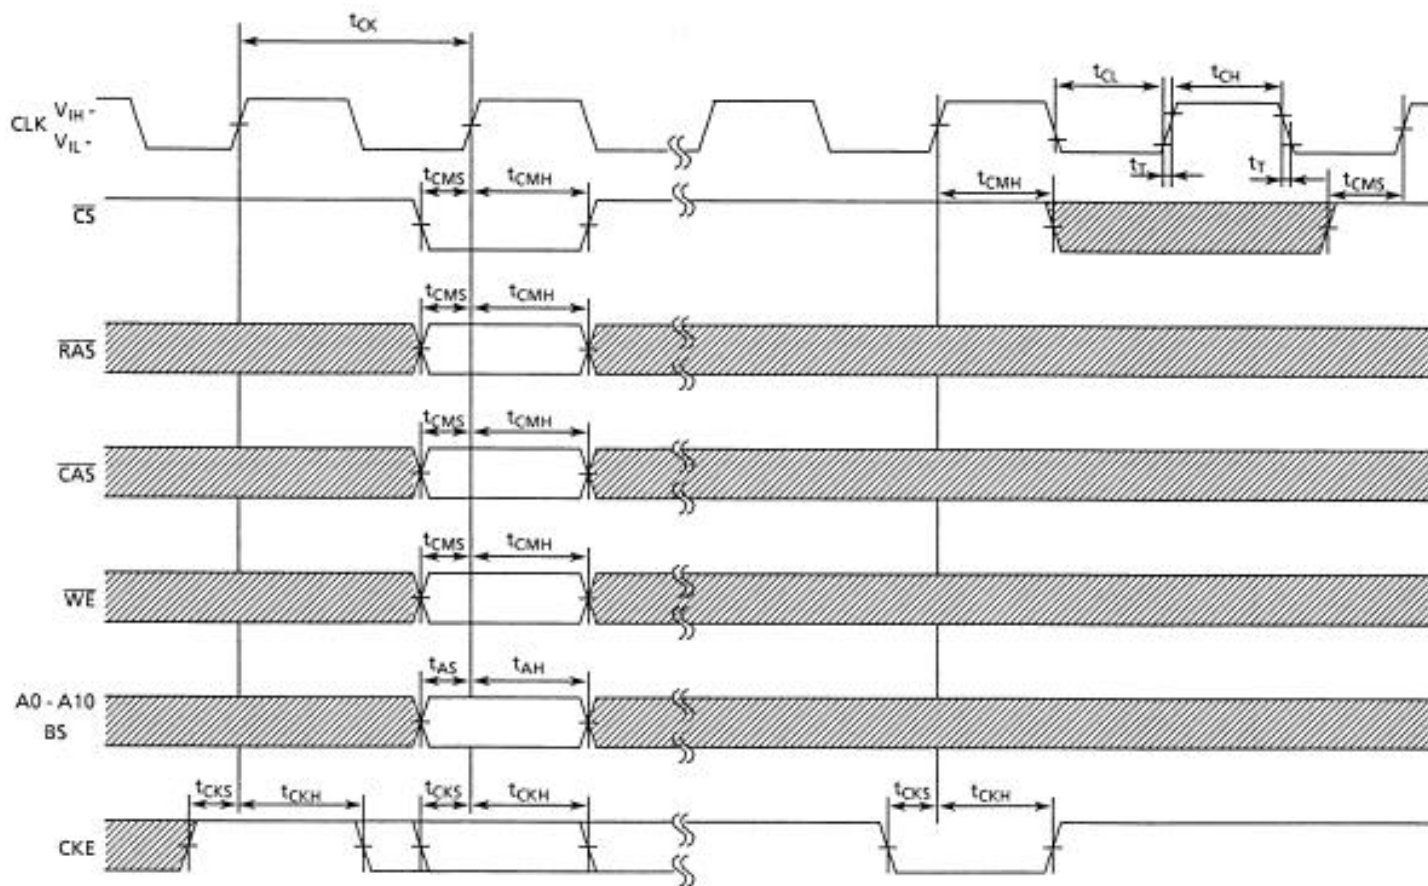 tCK
tCL tCH
CLK VIH -
VIL -
tCMS tCMH tCMH tT tT tCMS
CS
tCMS tCMH
RAS
tCMS tCMH
CAS
tCMS tCMH
WE
tAS tAH
A0 - A10
BS
tCKS tCKH tCKS tCKH tCKS tCKH
CKE